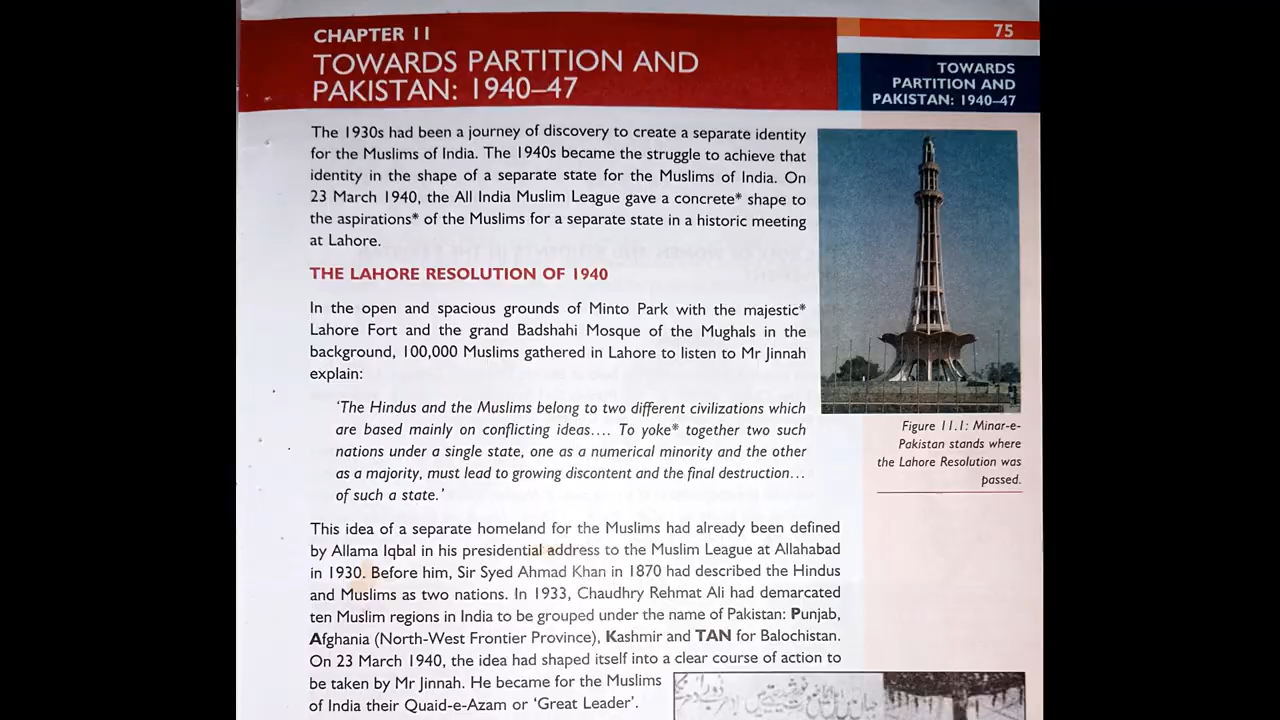 CHAPTER 11
TOWARDS PARTITION AND
PAKISTAN: 1940–47
75
TOWARDS
PARTITION AND
PAKISTAN: 1940–47
The 1930s had been a journey of discovery to create a separate identity
for the Muslims of India. The 1940s became the struggle to achieve that
identity in the shape of a separate state for the Muslims of India. On
23 March 1940, the All India Muslim League gave a concrete* shape to
the aspirations* of the Muslims for a separate state in a historic meeting
at Lahore.
THE LAHORE RESOLUTION OF 1940
In the open and spacious grounds of Minto Park with the majestic*
Lahore Fort and the grand Badshahi Mosque of the Mughals in the
background, 100,000 Muslims gathered in Lahore to listen to Mr Jinnah
explain:
‘The Hindus and the Muslims belong to two different civilizations which
are based mainly on conflicting ideas…. To yoke* together two such
nations under a single state, one as a numerical minority and the other
as a majority, must lead to growing discontent and the final destruction…
of such a state.’
Figure 11.1: Minar-e-
Pakistan stands where
the Lahore Resolution was
passed.
This idea of a separate homeland for the Muslims had already been defined
by Allama Iqbal in his presidential address to the Muslim League at Allahabad
in 1930. Before him, Sir Syed Ahmad Khan in 1870 had described the Hindus
and Muslims as two nations. In 1933, Chaudhry Rehmat Ali had demarcated
ten Muslim regions in India to be grouped under the name of Pakistan: Punjab,
Afghania (North-West Frontier Province), Kashmir and TAN for Balochistan.
On 23 March 1940, the idea had shaped itself into a clear course of action to
be taken by Mr Jinnah. He became for the Muslims
of India their Quaid-e-Azam or ‘Great Leader’.